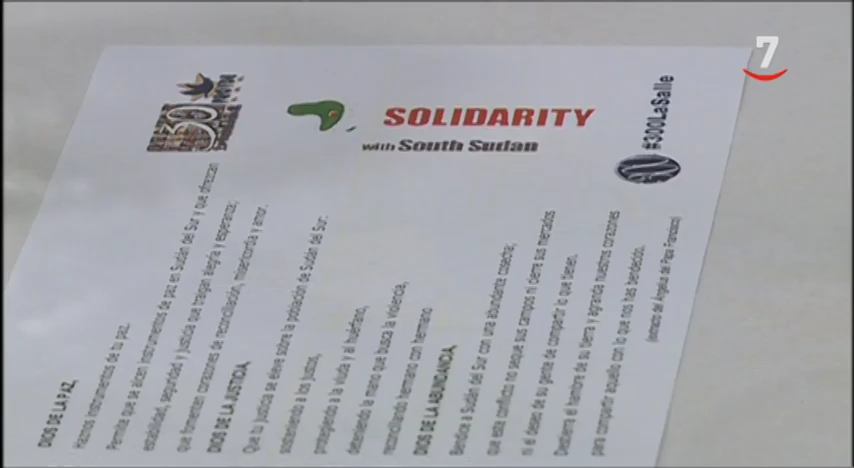 7
300
SOLIDARITY
with South Sudan
#300LaSalle
DIOS DE LA PAZ,
Haznos instrumentos de tu paz.
Permite que se alcen instrumentos de paz en Sudán del Sur y que ofrezcan
estabilidad, seguridad y justicia que traigan alegría y esperanza;
que fomenten corazones de reconciliación, misericordia y amor.
DIOS DE LA JUSTICIA,
Que tu justicia se eleve sobre la población de Sudán del Sur:
sosteniendo a los justos,
protegiendo a la viuda y al huérfano,
deteniendo la mano que busca la violencia,
reconciliando hermano con hermano
DIOS DE LA ABUNDANCIA,
Bendice a Sudán del Sur con una abundante cosecha;
que este conflicto no seque sus campos ni cierre sus mercados
ni el deseo de su gente de compartir lo que tienen.
Destierra el hambre de su tierra y agranda nuestros corazones
para compartir aquello con lo que nos has bendecido.
(extracto del Ángelus del Papa Francisco)